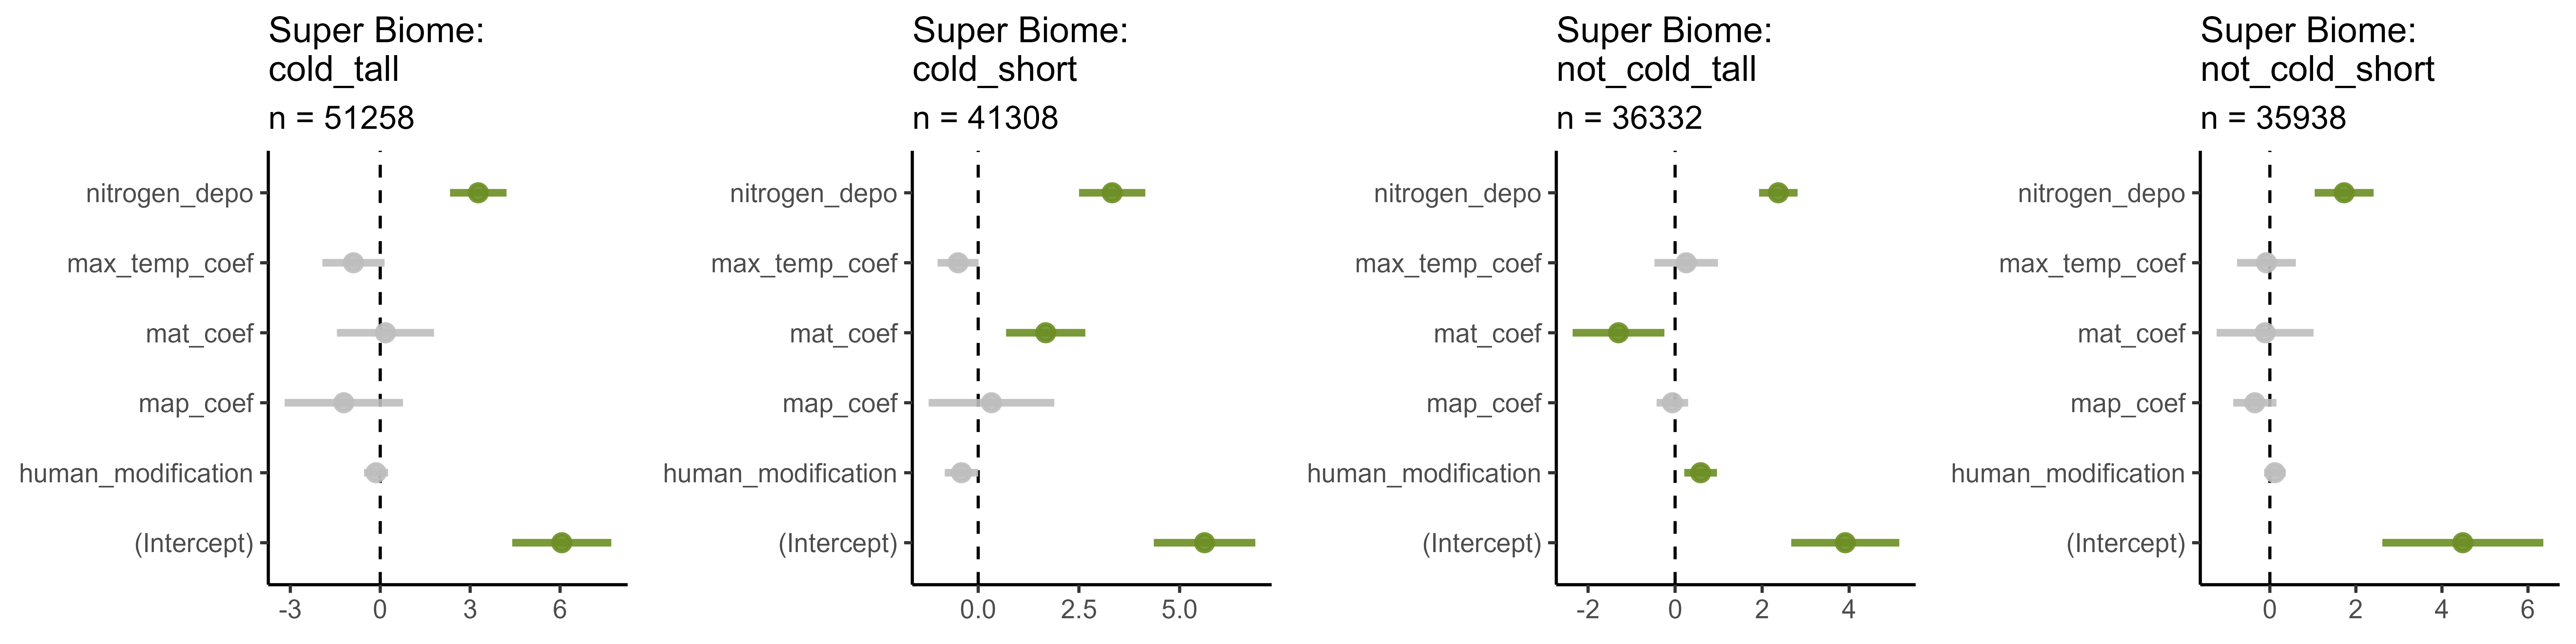 Super Biome:
cold_tall
n = 51258
nitrogen_depo
max_temp_coef
mat_coef
map_coef
human_modification
(Intercept)
-3 0 3 6
Super Biome:
cold_short
n = 41308
nitrogen_depo
max_temp_coef
mat_coef
map_coef
human_modification
(Intercept)
0.0 2.5 5.0
Super Biome:
not_cold_tall
n = 36332
nitrogen_depo
max_temp_coef
mat_coef
map_coef
human_modification
(Intercept)
-2 0 2 4
Super Biome:
not_cold_short
n = 35938
nitrogen_depo
max_temp_coef
mat_coef
map_coef
human_modification
(Intercept)
0 2 4 6